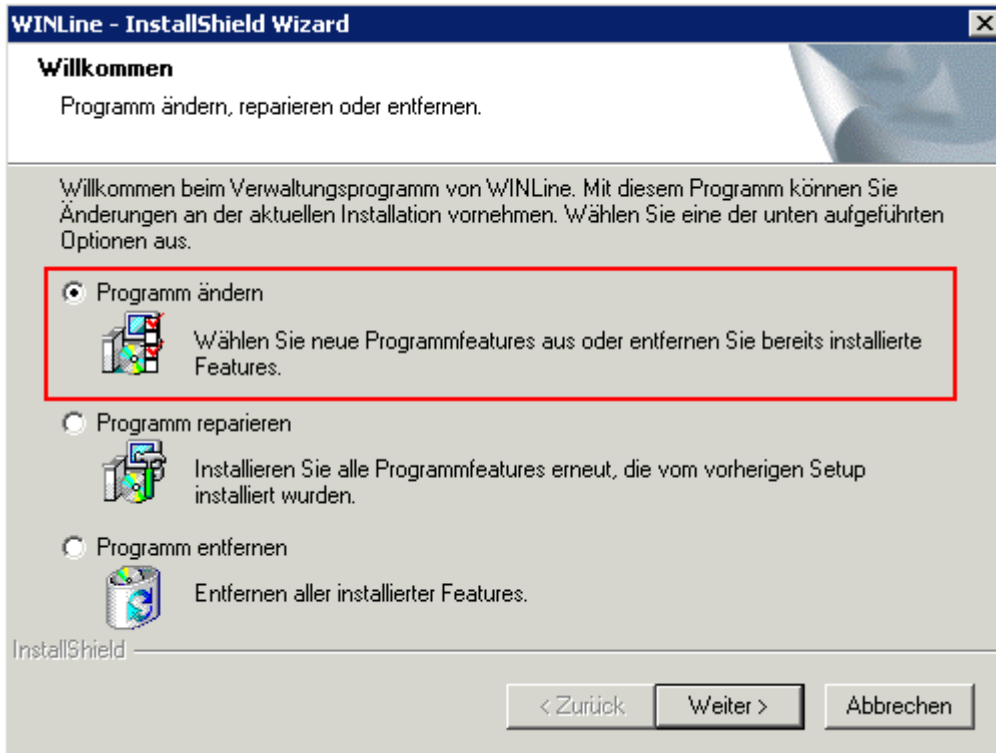 WINLine - InstallShield Wizard
Willkommen
Programm ändern, reparieren oder entfernen.
Willkommen beim Verwaltungsprogramm von WINLine. Mit diesem Programm können Sie
Änderungen an der aktuellen Installation vornehmen. Wählen Sie eine der unten aufgeführten
Optionen aus.
Programm ändern
Wählen Sie neue Programmfeatures aus oder entfernen Sie bereits installierte
Features.
Programm reparieren
Installieren Sie alle Programmfeatures erneut, die vom vorherigen Setup
installiert wurden.
Programm entfernen
Entfernen aller installierter Features.
InstallShield
< Zurück
Weiter >
Abbrechen